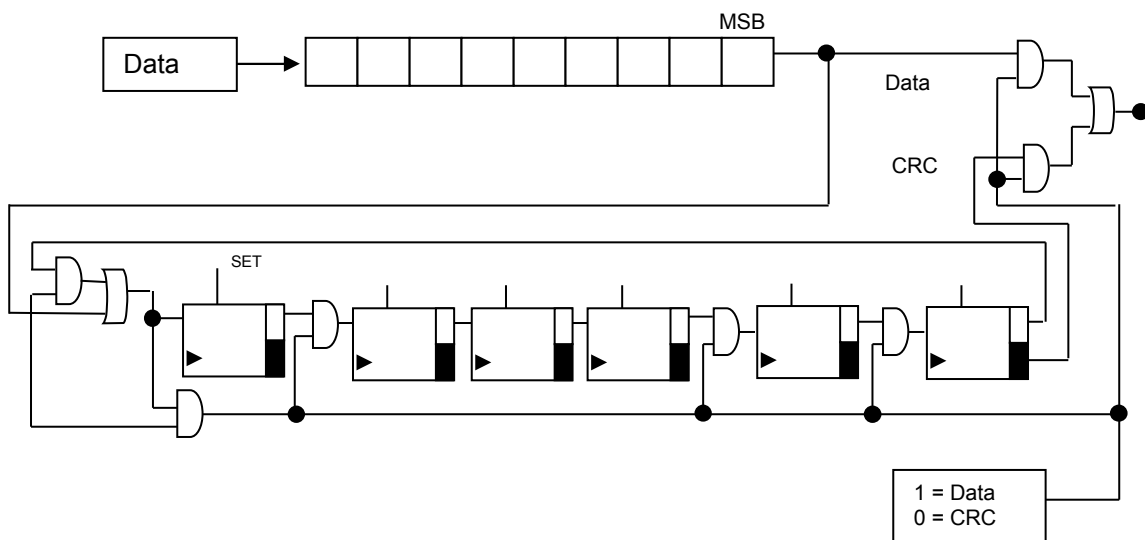 MSB
Data
Data
CRC
SET
1 = Data
0 = CRC